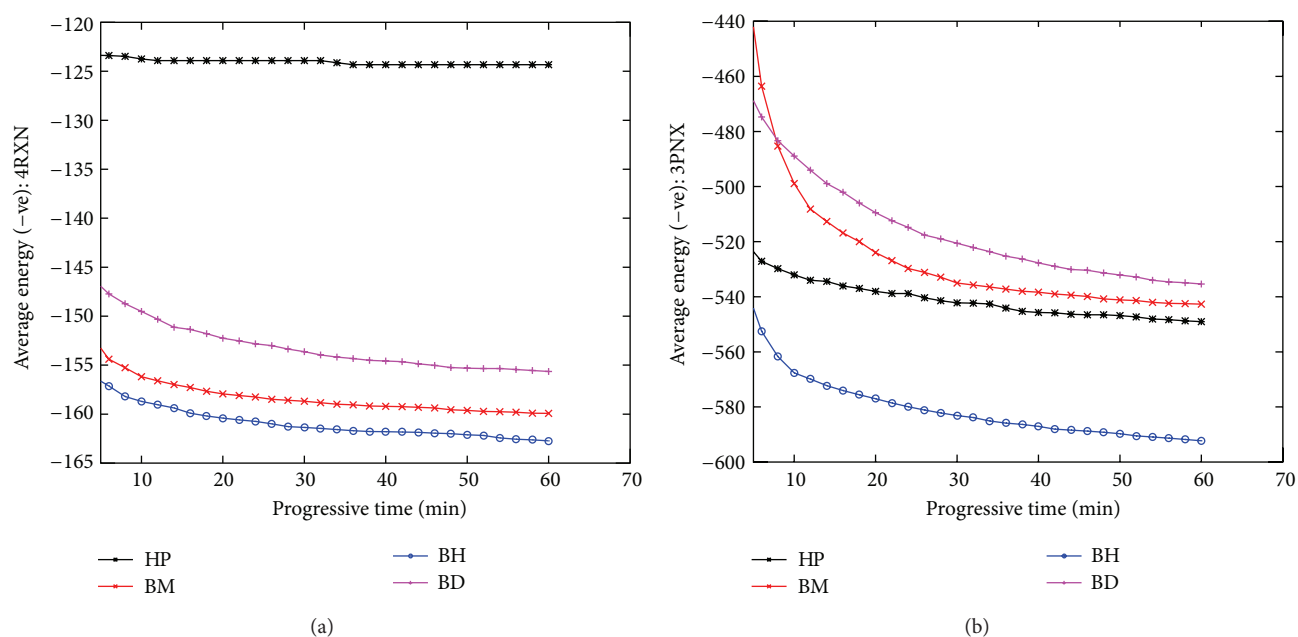 −120
−125
−130
−135
−140
−145
−150
−155
−160
−165
Average energy (−ve): 4RXN
10 20 30 40 50 60 70
Progressive time (min)
HP
BM
BH
BD
(a)
−440
−460
−480
−500
−520
−540
−560
−580
−600
Average energy (−ve): 3PNX
10 20 30 40 50 60 70
Progressive time (min)
HP
BM
BH
BD
(b)